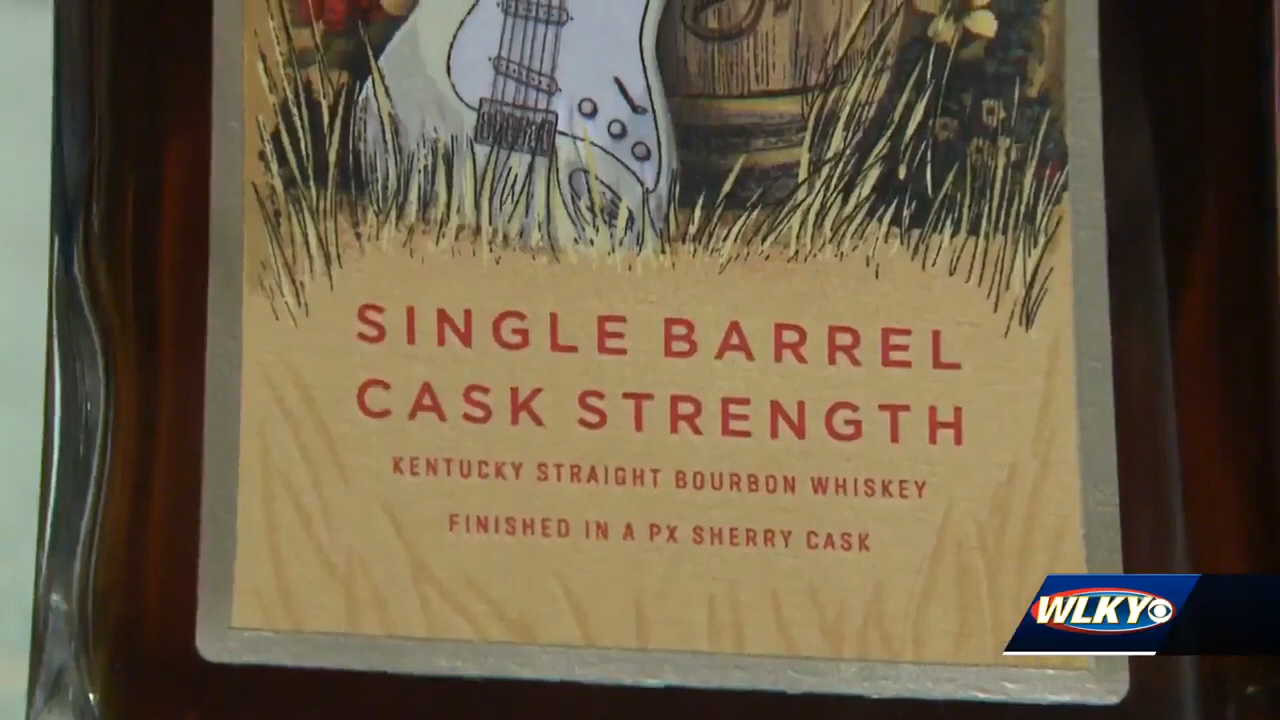 SINGLE BARREL
CASK STRENGTH
KENTUCKY STRAIGHT BOURBON WHISKEY
FINISHED IN A PX SHERRY CASK
WLKY